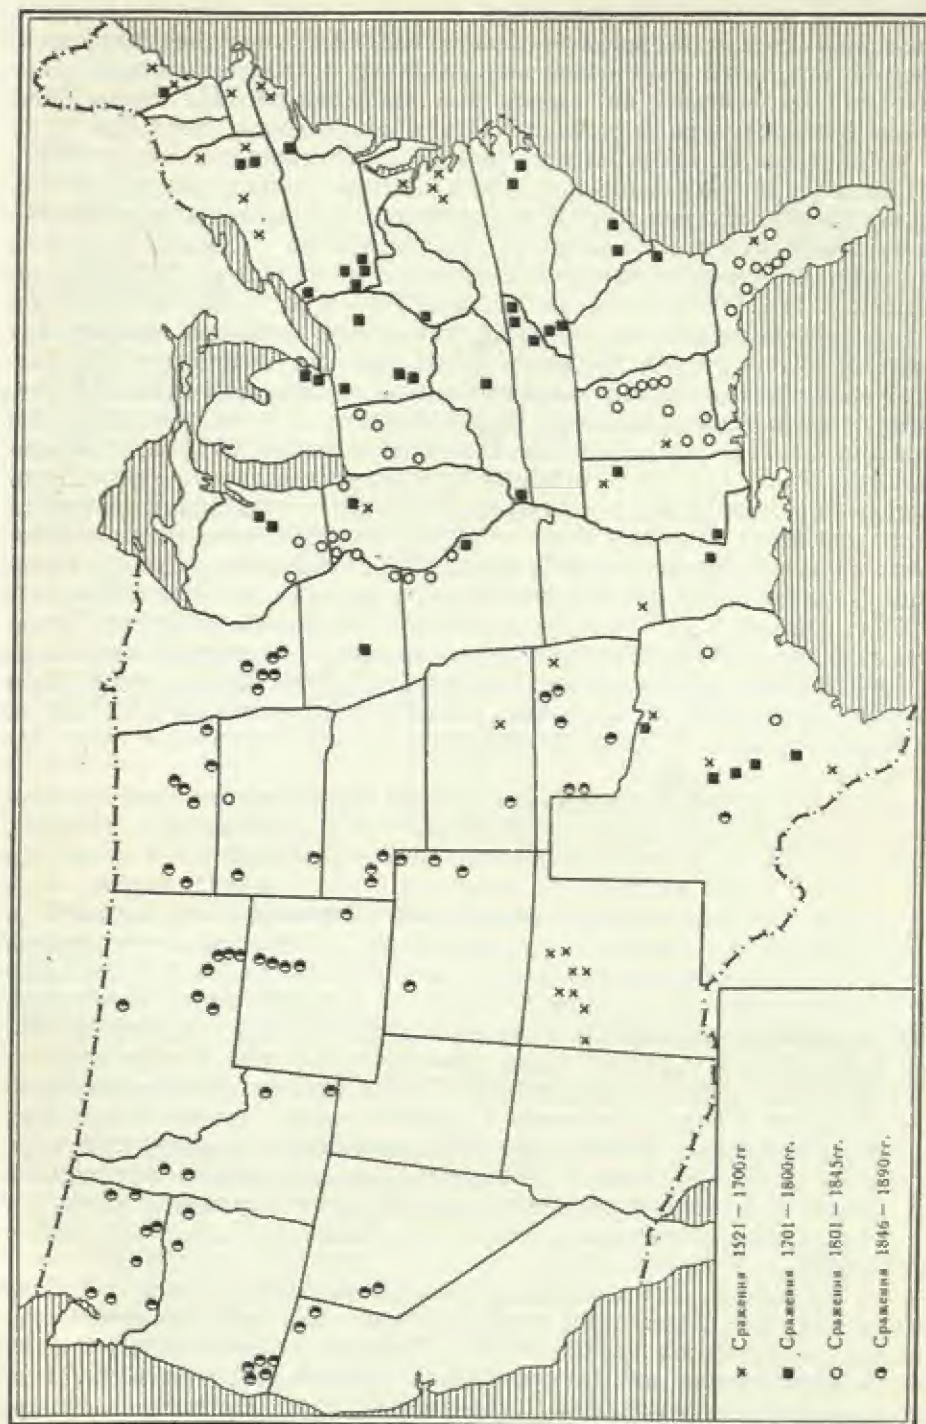 × Сражения 1521 – 1700гг
■ Сражения 1701 – 1800гг.
○ Сражения 1801 – 1845гг.
◑ Сражения 1846 – 1890гг.